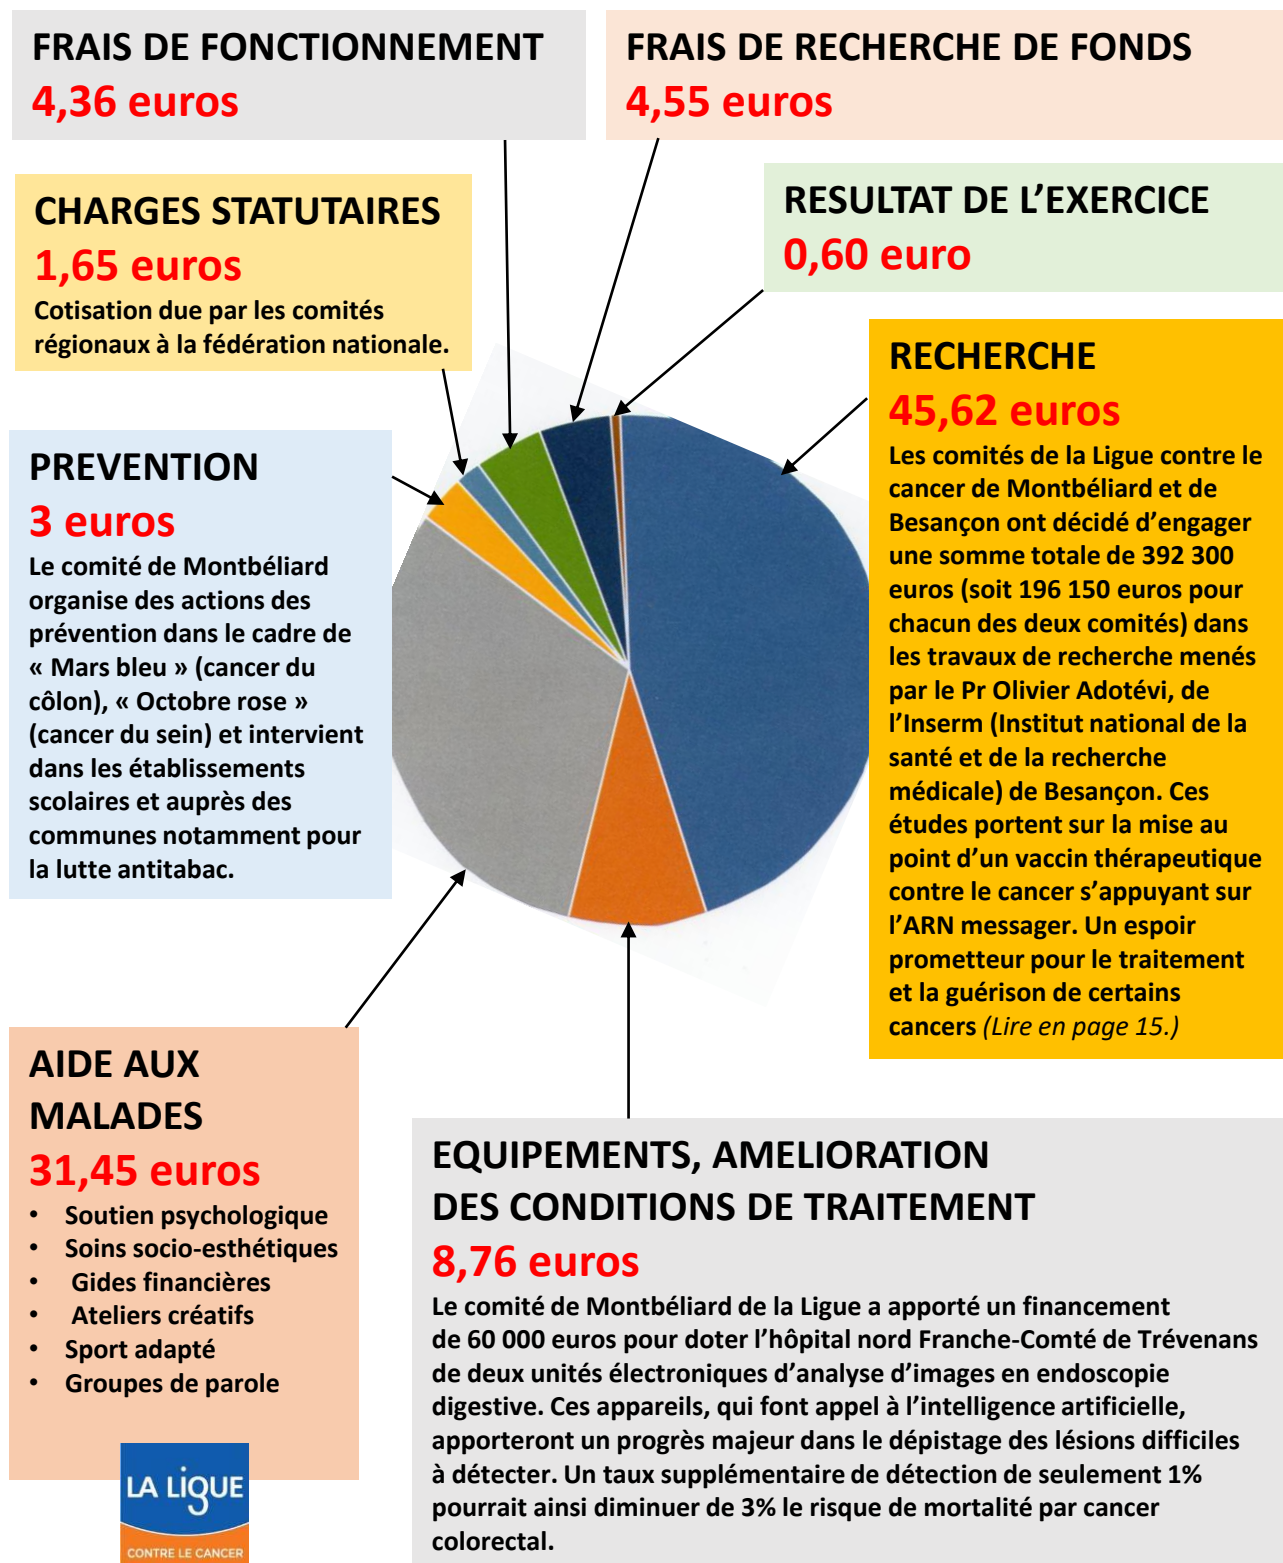 FRAIS DE FONCTIONNEMENT
4,36 euros
FRAIS DE RECHERCHE DE FONDS
4,55 euros
CHARGES STATUTAIRES
1,65 euros
Cotisation due par les comités
régionaux à la fédération nationale.
RESULTAT DE L’EXERCICE
0,60 euro
PREVENTION
3 euros
Le comité de Montbéliard
organise des actions des
prévention dans le cadre de
« Mars bleu » (cancer du
côlon), « Octobre rose »
(cancer du sein) et intervient
dans les établissements
scolaires et auprès des
communes notamment pour
la lutte antitabac.
RECHERCHE
45,62 euros
Les comités de la Ligue contre le
cancer de Montbéliard et de
Besançon ont décidé d’engager
une somme totale de 392 300
euros (soit 196 150 euros pour
chacun des deux comités) dans
les travaux de recherche menés
par le Pr Olivier Adotévi, de
l’Inserm (Institut national de la
santé et de la recherche
médicale) de Besançon. Ces
études portent sur la mise au
point d’un vaccin thérapeutique
contre le cancer s’appuyant sur
l’ARN messager. Un espoir
prometteur pour le traitement
et la guérison de certains
cancers (Lire en page 15.)
AIDE AUX
MALADES
31,45 euros
• Soutien psychologique
• Soins socio-esthétiques
• Gides financières
• Ateliers créatifs
• Sport adapté
• Groupes de parole
LA LiGUE
CONTRE LE CANCER
EQUIPEMENTS, AMELIORATION
DES CONDITIONS DE TRAITEMENT
8,76 euros
Le comité de Montbéliard de la Ligue a apporté un financement
de 60 000 euros pour doter l’hôpital nord Franche-Comté de Trévenans
de deux unités électroniques d’analyse d’images en endoscopie
digestive. Ces appareils, qui font appel à l’intelligence artificielle,
apporteront un progrès majeur dans le dépistage des lésions difficiles
à détecter. Un taux supplémentaire de détection de seulement 1%
pourrait ainsi diminuer de 3% le risque de mortalité par cancer
colorectal.